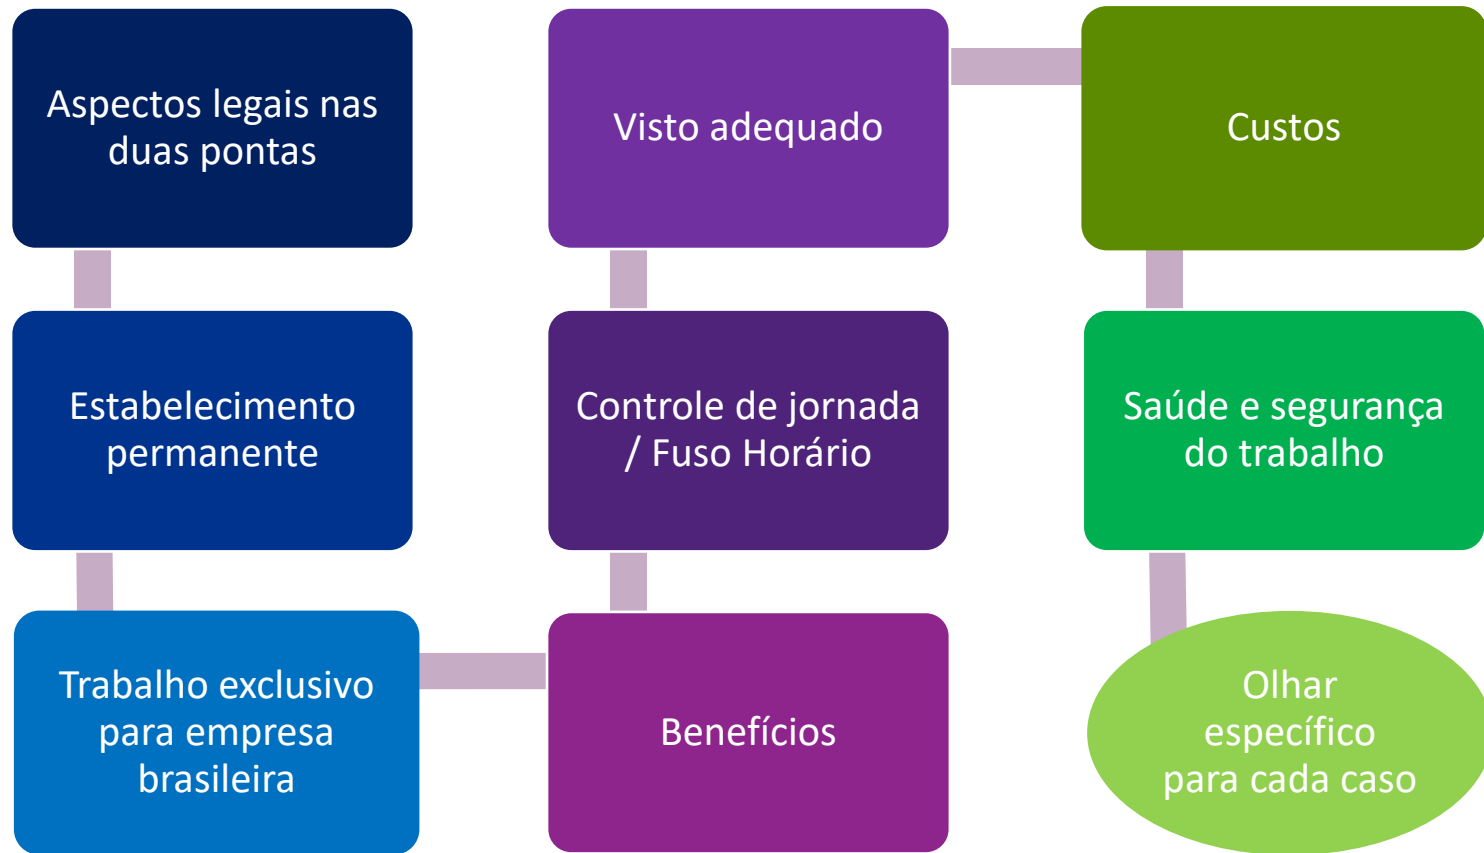 Aspectos legais nas
duas pontas
Estabelecimento
permanente
Trabalho exclusivo
para empresa
brasileira
Benefícios
Controle de jornada
/ Fuso Horário
Visto adequado
Custos
Saúde e segurança
do trabalho
Olhar
específico
para cada caso